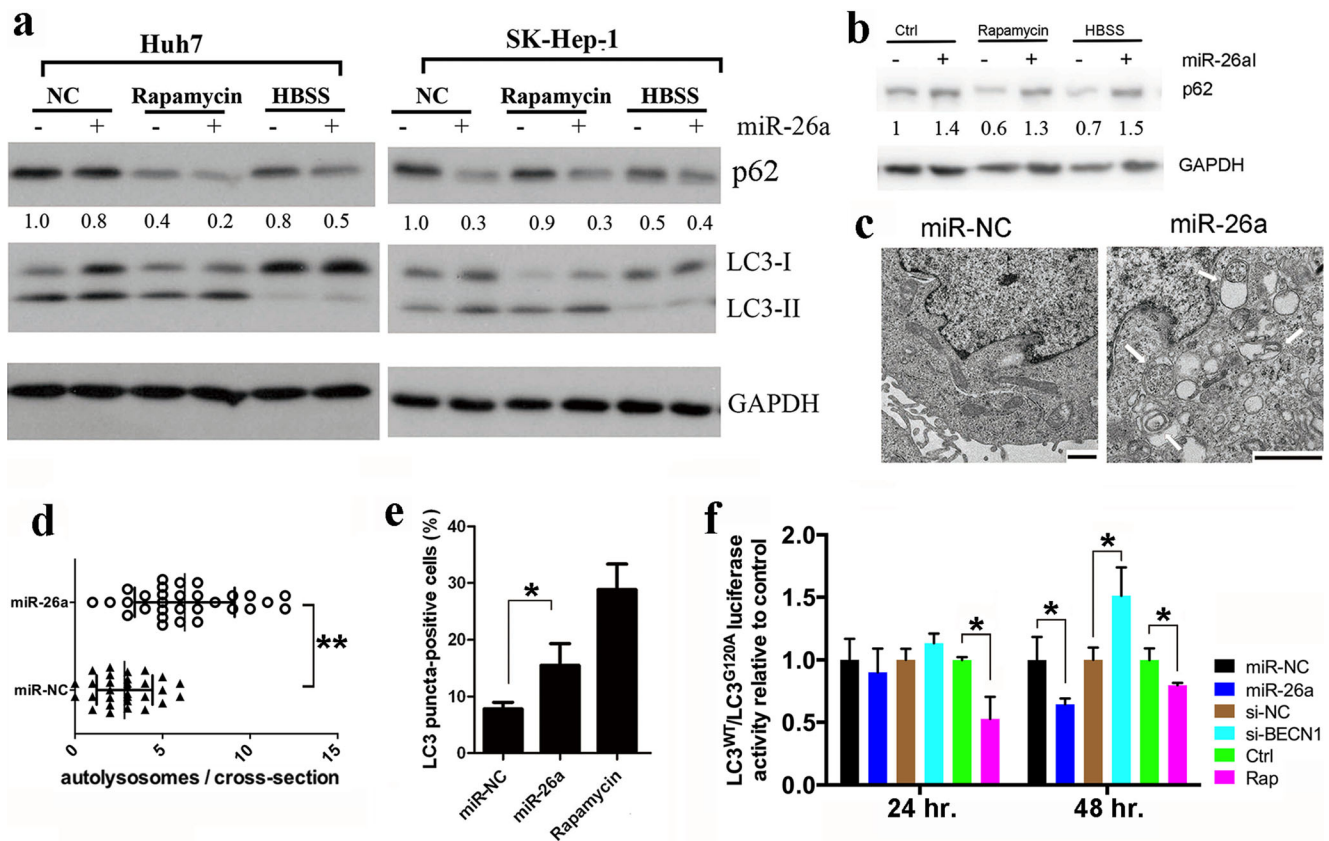 a
Huh7
SK-Hep-1
NC Rapamycin HBSS
NC Rapamycin HBSS
- + - + - +
- + - + - + miR-26a
p62
1.0 0.8 0.4 0.2 0.8 0.5
1.0 0.3 0.9 0.3 0.5 0.4
LC3-I
LC3-II
GAPDH
b
Ctrl Rapamycin HBSS
- + - + - + miR-26aI
p62
1 1.4 0.6 1.3 0.7 1.5
GAPDH
c
miR-NC miR-26a
d
miR-26a
miR-NC
**
0 5 10 15
autolysosomes / cross-section
e
LC3 puncta-positive cells (%)
40
30
20
10
0
*
miR-NC
miR-26a
Rapamycin
f
LC3WT/LC3G120A luciferase
activity relative to control
2.0
1.5
1.0
0.5
0.0
* * * *
24 hr. 48 hr.
miR-NC
miR-26a
si-NC
si-BECN1
Ctrl
Rap